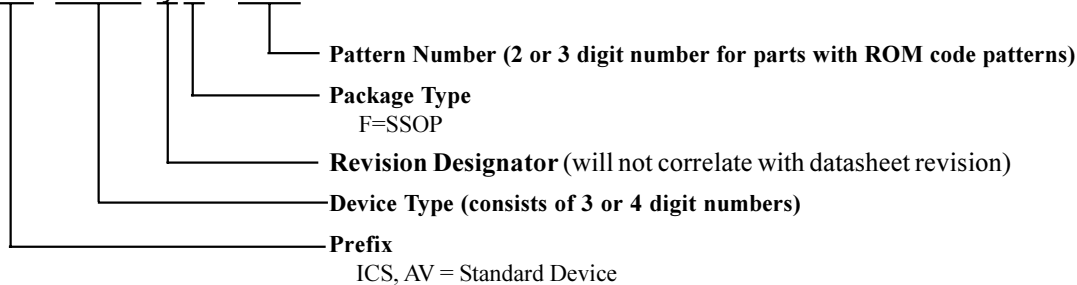 Pattern Number (2 or 3 digit number for parts with ROM code patterns)
Package Type
F=SSOP
Revision Designator (will not correlate with datasheet revision)
Device Type (consists of 3 or 4 digit numbers)
Prefix
ICS, AV = Standard Device